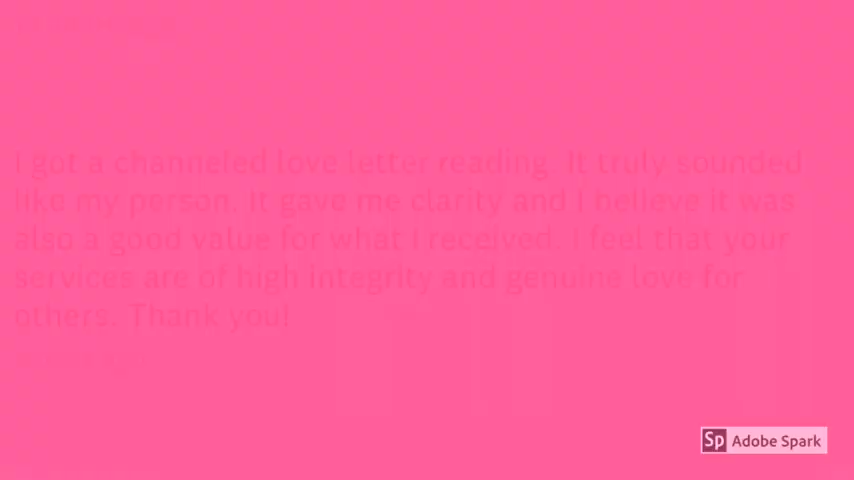 I got a channeled love letter reading. It truly sounded
like my person. It gave me clarity and I believe it was
also a good value for what I received. I feel that your
services are of high integrity and genuine love for
others. Thank you!
Sp Adobe Spark